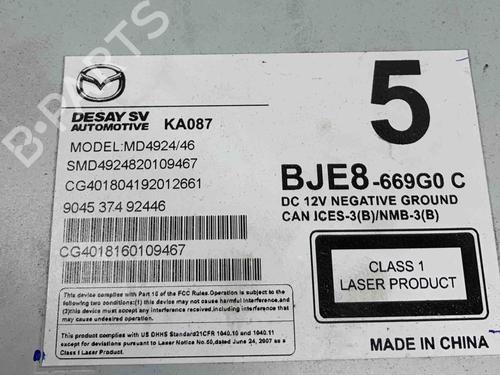 B-PARTS
5
DESAY SV
AUTOMOTIVE KA087
MODEL:MD4924/46
SMD4924820109467
CG401804192012661
9045 374 92446
CG4018160109467
BJE8-669G0 C
DC 12V NEGATIVE GROUND
CAN ICES-3(B)/NMB-3(B)
CLASS 1
LASER PRODUCT
This device complies with Part 15 of the
FCC Rules.Operation is subject to the
following two conditions:(1) this device may not cause harmful interference,and
(2)this device must accept any interference received,including interference that
may cause undesired operation.
This product complies with US DHHS Standard21CFR 1040.10 and 1040.11
except for deviations pursuant to Laser Notice No.50,dated June 24, 2007 as a
Class I Laser Product.
MADE IN CHINA